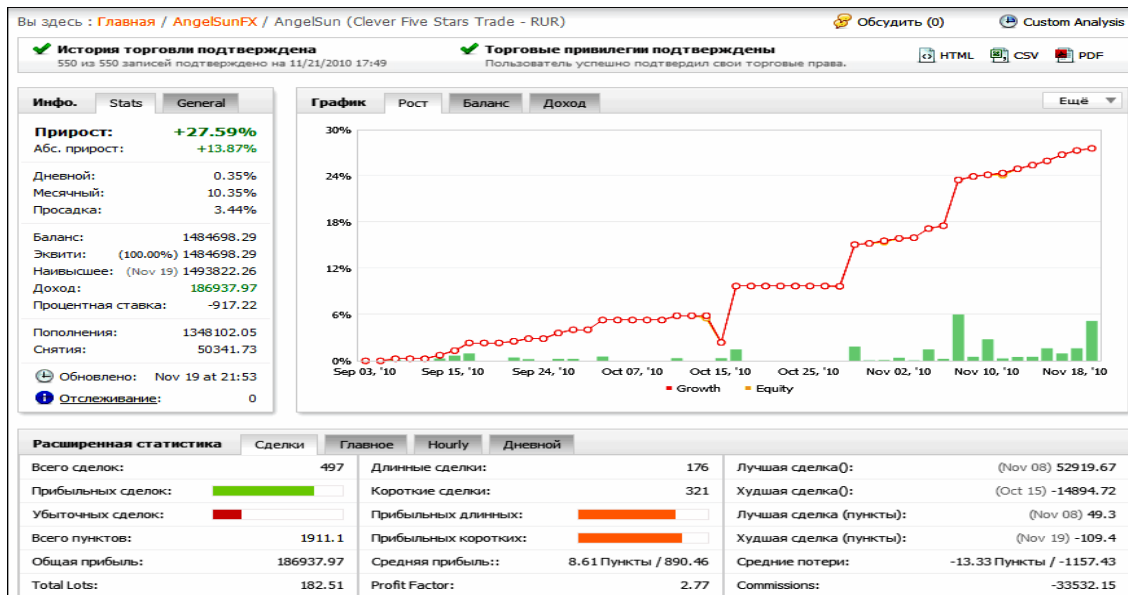 Вы здесь : Главная / AngelSunFX / AngelSun (Clever Five Stars Trade - RUR) Обсудить (0) Custom Analysis
История торговли подтверждена Торговые привилегии подтверждены HTML CSV PDF
550 из 550 записей подтверждено на 11/21/2010 17:49 Пользователь успешно подтвердил свои торговые права.
Инфо. Stats General
Прирост: +27.59%
Абс. прирост: +13.87%
Дневной: 0.35%
Месячный: 10.35%
Просадка: 3.44%
Баланс: 1484698.29
Эквити: (100.00%) 1484698.29
Наивысшее: (Nov 19) 1493822.26
Доход: 186937.97
Процентная ставка: -917.22
Пополнения: 1348102.05
Снятия: 50341.73
Обновлено: Nov 19 at 21:53
Отслеживание: 0
График Рост Баланс Доход Ещё
30%
24%
18%
12%
6%
0%
Sep 03, '10 Sep 15, '10 Sep 24, '10 Oct 07, '10 Oct 15, '10 Oct 25, '10 Nov 02, '10 Nov 10, '10 Nov 18, '10
Growth Equity
Расширенная статистика Сделки Главное Hourly Дневной
Всего сделок: 497 Длинные сделки: 176 Лучшая сделка(): (Nov 08) 52919.67
Прибыльных сделок: Короткие сделки: 321 Худшая сделка(): (Oct 15) -14894.72
Убыточных сделок: Прибыльных длинных: Лучшая сделка (пункты): (Nov 08) 49.3
Всего пунктов: 1911.1 Прибыльных коротких: Худшая сделка (пункты): (Nov 19) -109.4
Общая прибыль: 186937.97 Средняя прибыль:: 8.61 Пункты / 890.46 Средние потери: -13.33 Пункты / -1157.43
Total Lots: 182.51 Profit Factor: 2.77 Commissions: -33532.15